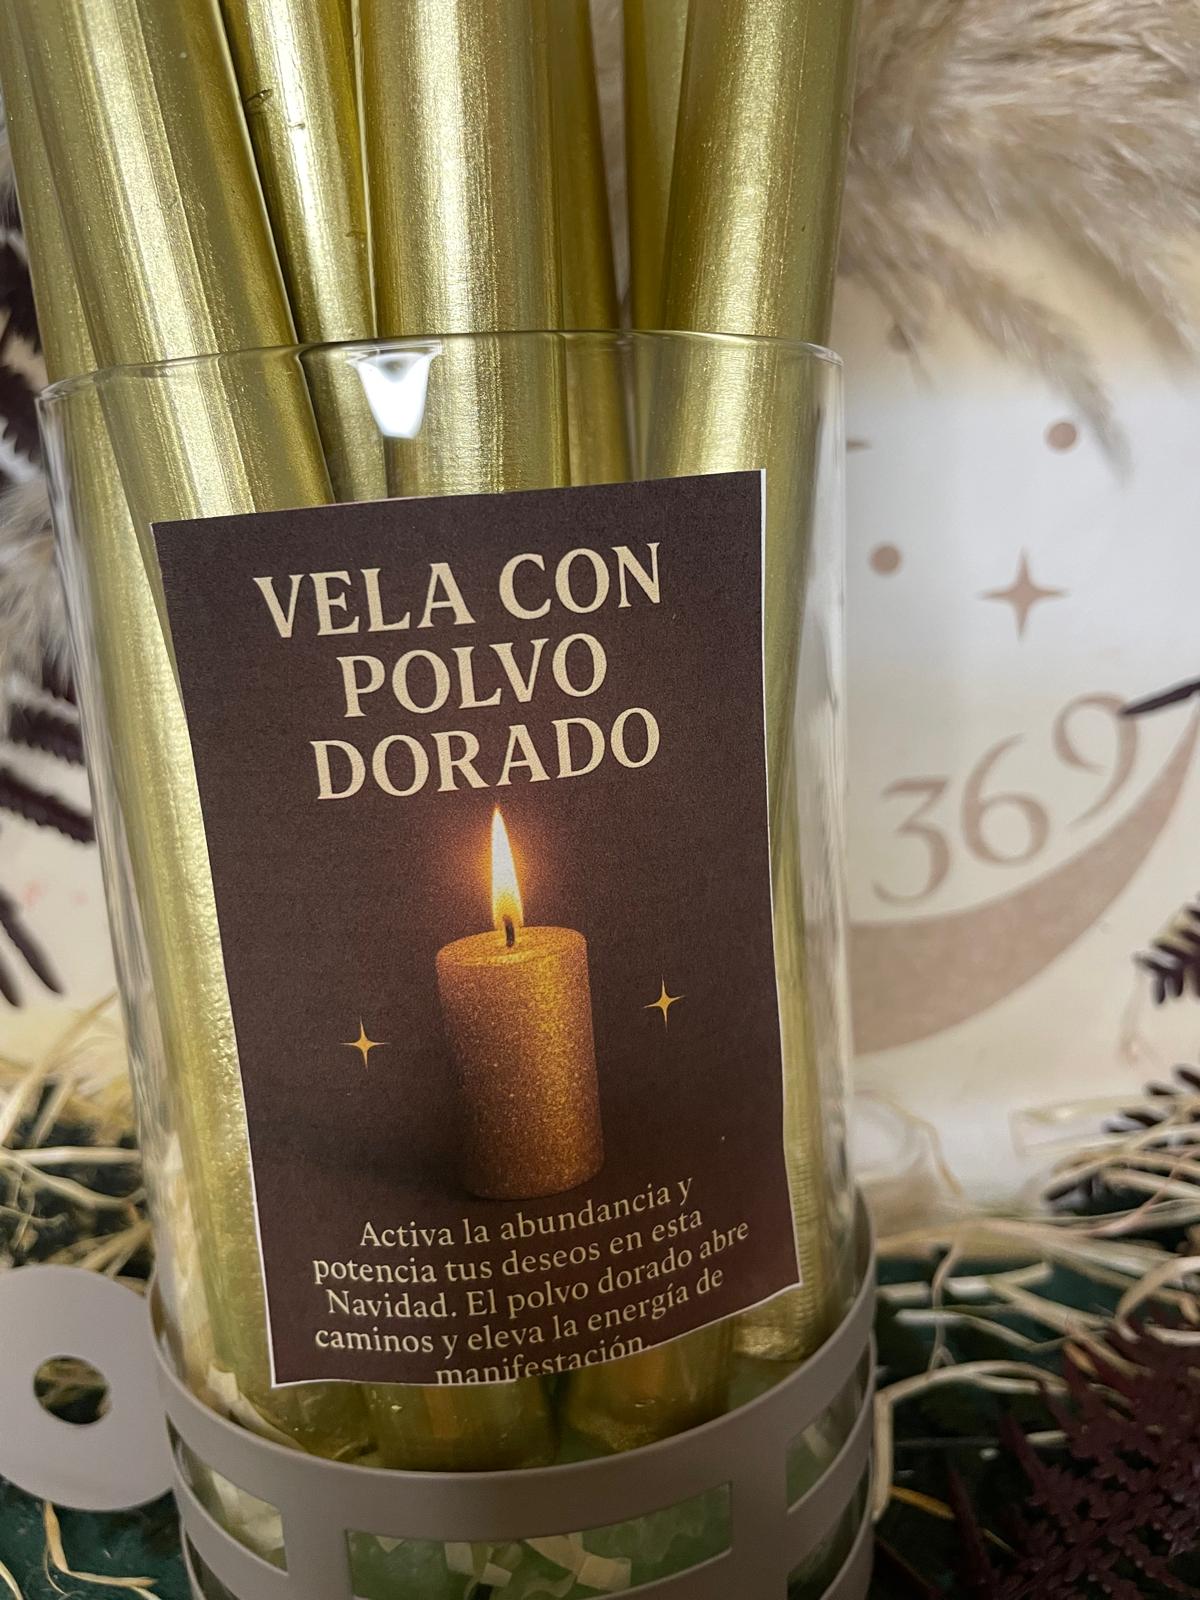 VELA CON
POLVO
DORADO
Activa la abundancia y
potencia tus deseos en esta
Navidad. El polvo dorado abre
caminos y eleva la energía de
manifestación.
369